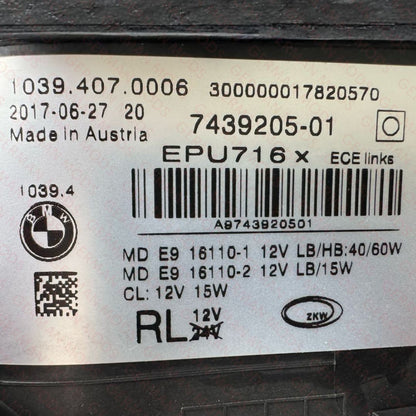 1039.407.0006 300000017820570
2017-06-27 20
7439205-01
Made in Austria
EPU716 x ECE links
1039.4
BMW
A9743920501
MD E9 16110-1 12V LB/HB:40/60W
MD E9 16110-2 12V LB/15W
CL: 12V 15W
RL 12V
24V
ZKW